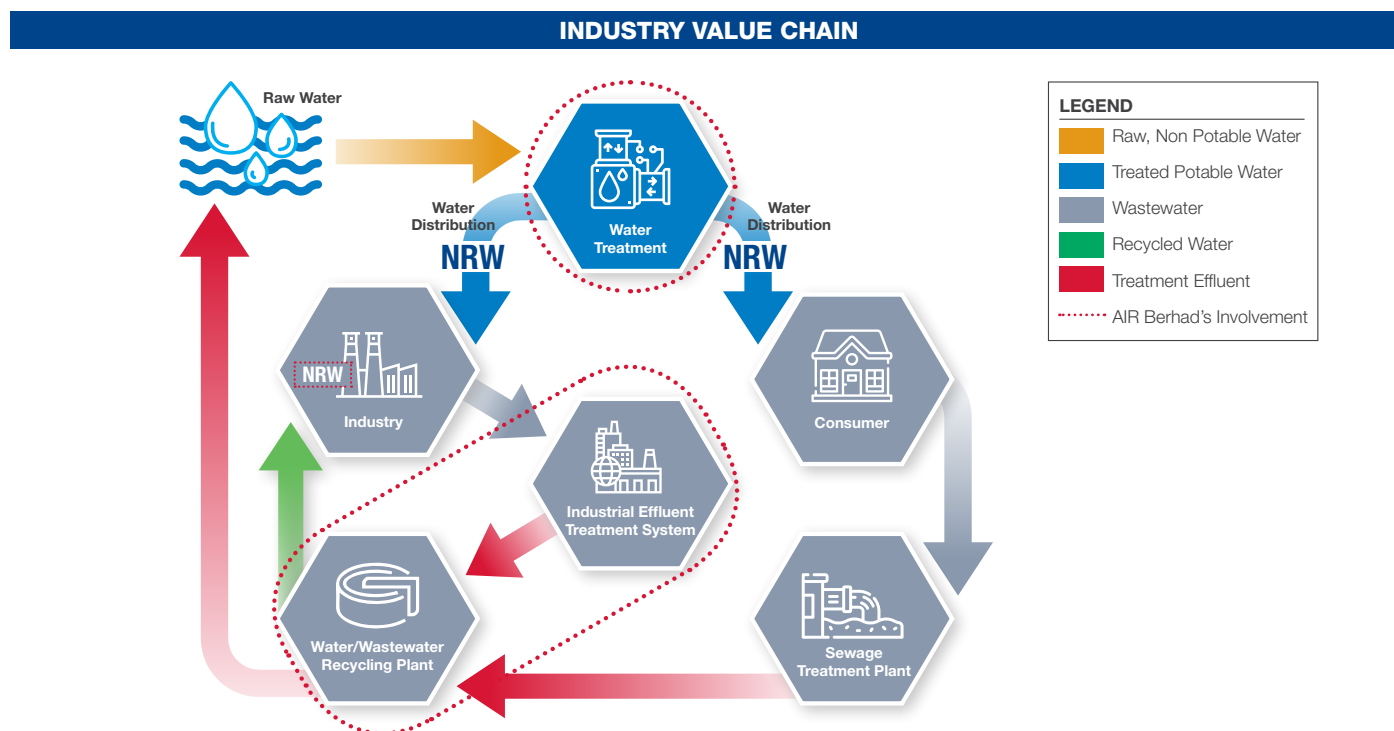 INDUSTRY VALUE CHAIN
Raw Water
Water
Distribution
NRW
Water
Treatment
Water
Distribution
NRW
LEGEND
Raw, Non Potable Water
Treated Potable Water
Wastewater
Recycled Water
Treatment Effluent
AIR Berhad's Involvement
NRW
Industry
Consumer
Industrial Effluent
Treatment System
Water/Wastewater
Recycling Plant
Sewage
Treatment Plant